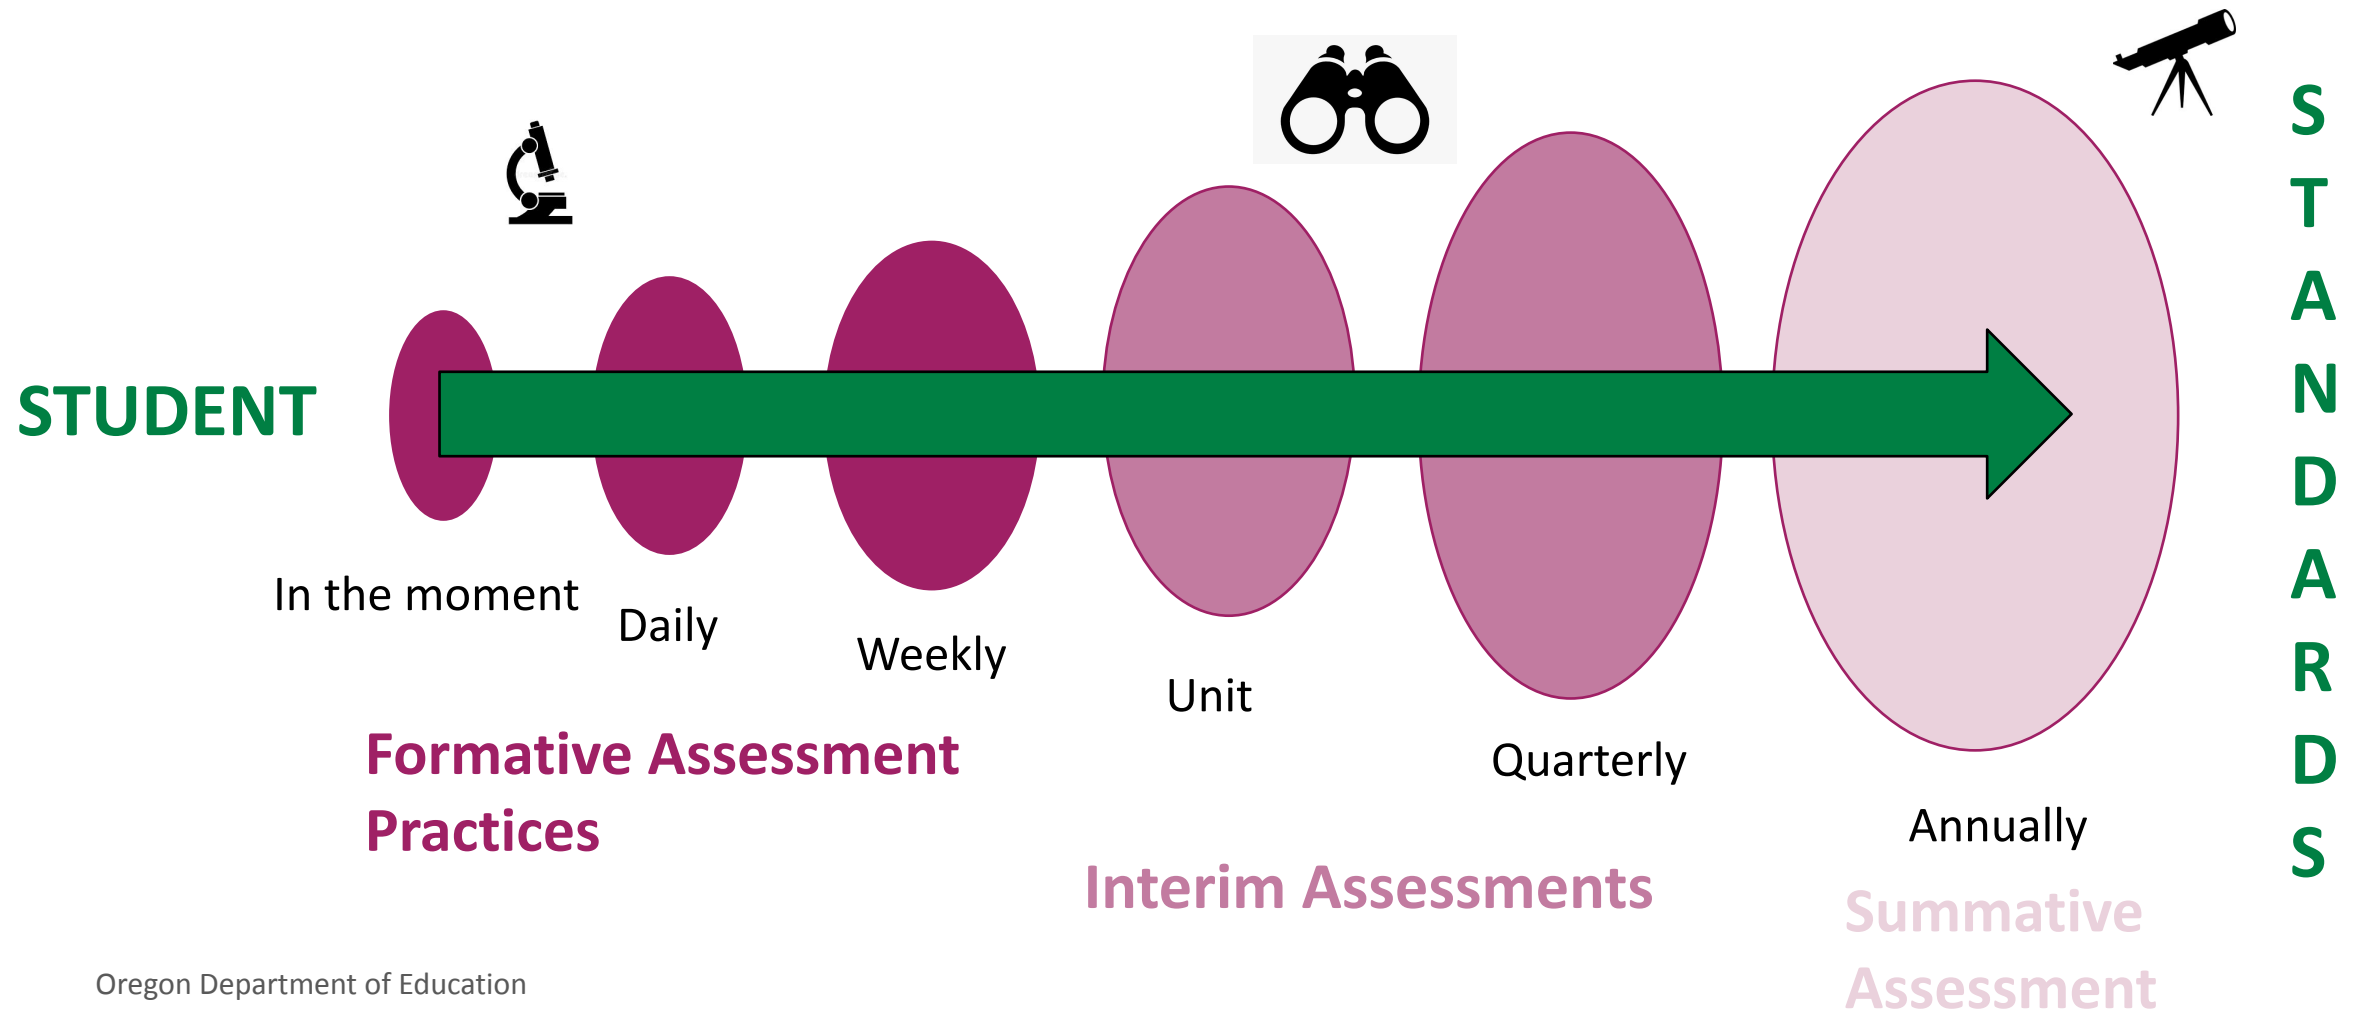 STUDENT
In the moment
Daily
Weekly
Unit
Quarterly
Annually
Formative Assessment
Practices
Interim Assessments
Summative
Assessment
S
T
A
N
D
A
R
D
S
Oregon Department of Education